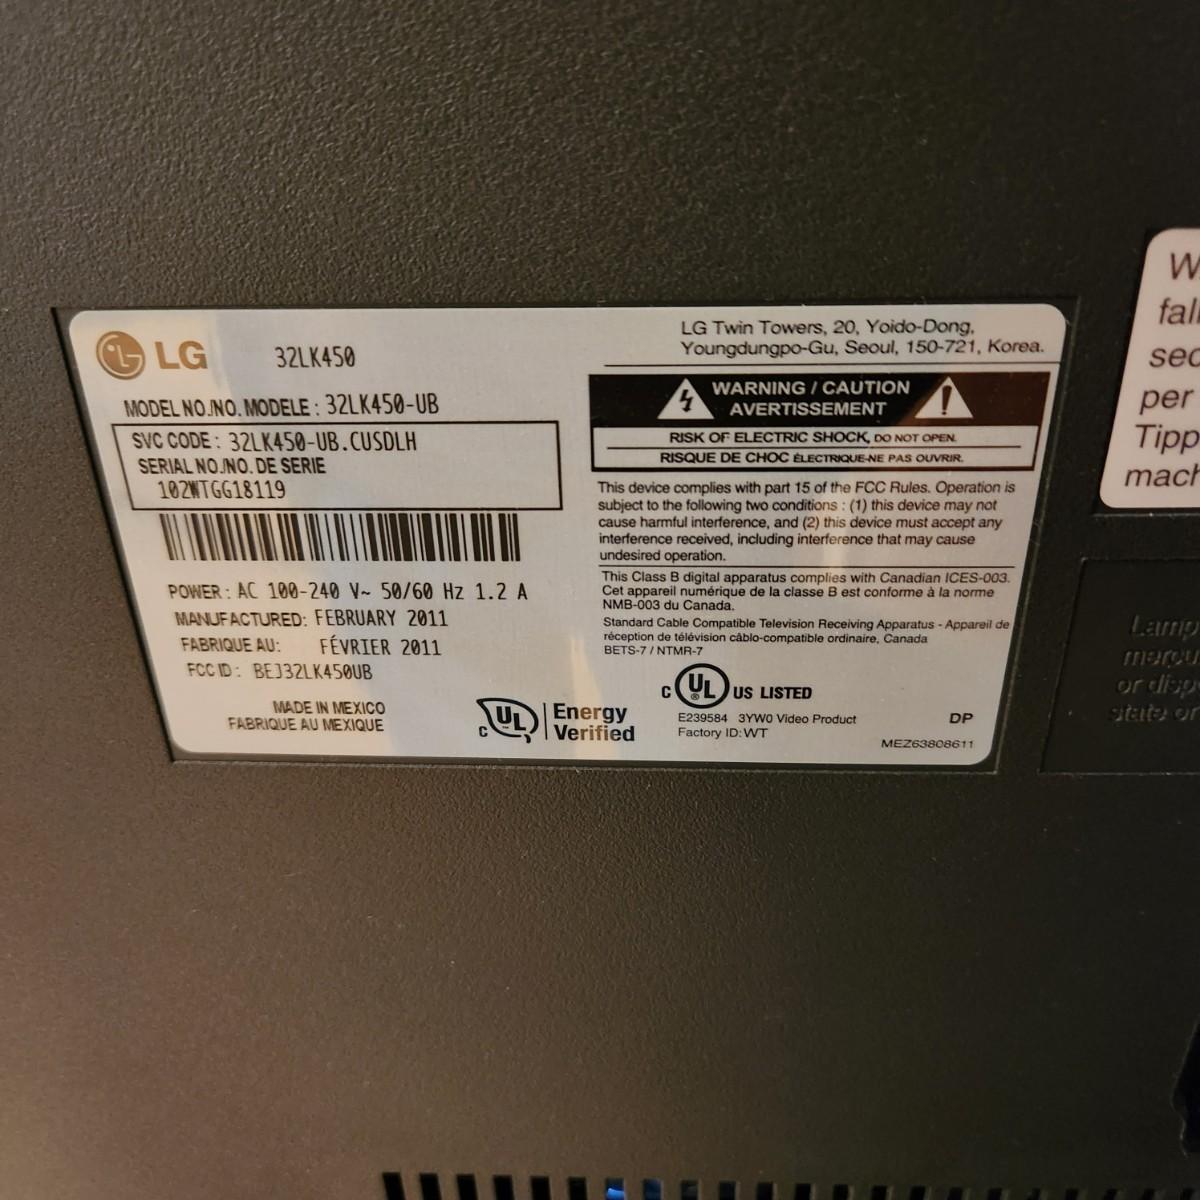 LG 32LK450
MODEL NO./NO. MODELE : 32LK450-UB
SVC CODE : 32LK450-UB.CUSDLH
SERIAL NO./NO. DE SERIE
102WTGG18119
POWER : AC 100-240 V~ 50/60 Hz 1.2 A
MANUFACTURED: FEBRUARY 2011
FABRIQUE AU: FÉVRIER 2011
FCC ID : BEJ32LK450UB
MADE IN MEXICO
FABRIQUE AU MEXIQUE
C UL Energy
Verified
LG Twin Towers, 20, Yoido-Dong,
Youngdungpo-Gu, Seoul, 150-721, Korea.
WARNING / CAUTION
AVERTISSEMENT
RISK OF ELECTRIC SHOCK, DO NOT OPEN.
RISQUE DE CHOC ÉLECTRIQUE-NE PAS OUVRIR.
This device complies with part 15 of the FCC Rules. Operation is
subject to the following two conditions : (1) this device may not
cause harmful interference, and (2) this device must accept any
interference received, including interference that may cause
undesired operation.
This Class B digital apparatus complies with Canadian ICES-003.
Cet appareil numérique de la classe B est conforme à la norme
NMB-003 du Canada.
Standard Cable Compatible Television Receiving Apparatus - Appareil de
réception de télévision câblo-compatible ordinaire, Canada
BETS-7 / NTMR-7
C UL ® US LISTED
E239584 3YW0 Video Product
Factory ID: WT
DP
MEZ63808611
per
Lamp
or
state or